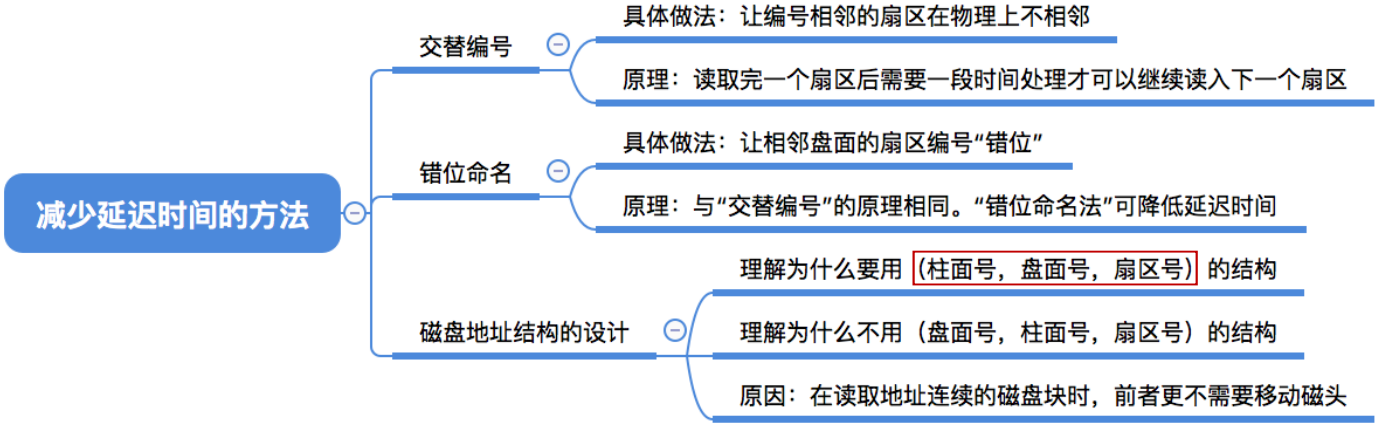 减少延迟时间的方法
交替编号
具体做法：让编号相邻的扇区在物理上不相邻
原理：读取完一个扇区后需要一段时间处理才可以继续读入下一个扇区
错位命名
具体做法：让相邻盘面的扇区编号“错位”
原理：与“交替编号”的原理相同。“错位命名法”可降低延迟时间
磁盘地址结构的设计
理解为什么要用（柱面号，盘面号，扇区号）的结构
理解为什么不用（盘面号，柱面号，扇区号）的结构
原因：在读取地址连续的磁盘块时，前者更不需要移动磁头